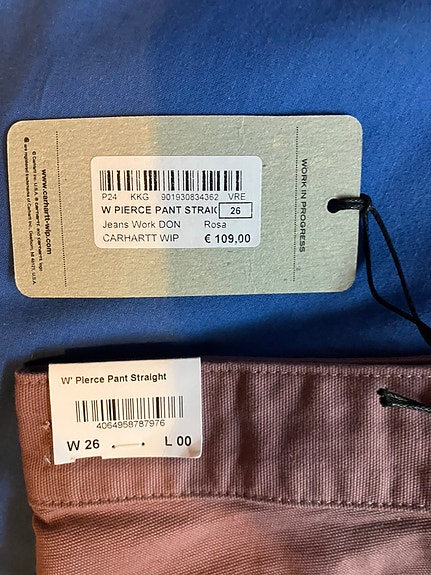 P24 KKG 901930834362 VRE
W PIERCE PANT STRAIG 26
Jeans Work DON Rosa
CARHARTT WIP € 109,00
WORK IN PROGRESS
www.carhartt-wip.com
W' Pierce Pant Straight
4064958787976
W 26 L 00